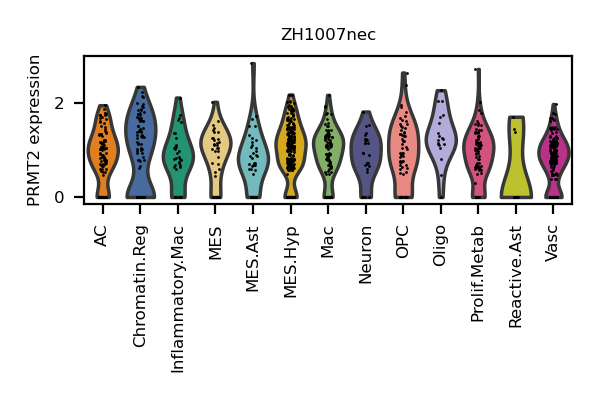 ZH1007nec
PRMT2 expression
2
0
AC
Chromatin.Reg
Inflammatory.Mac
MES
MES.Ast
MES.Hyp
Mac
Neuron
OPC
Oligo
Prolif.Metab
Reactive.Ast
Vasc